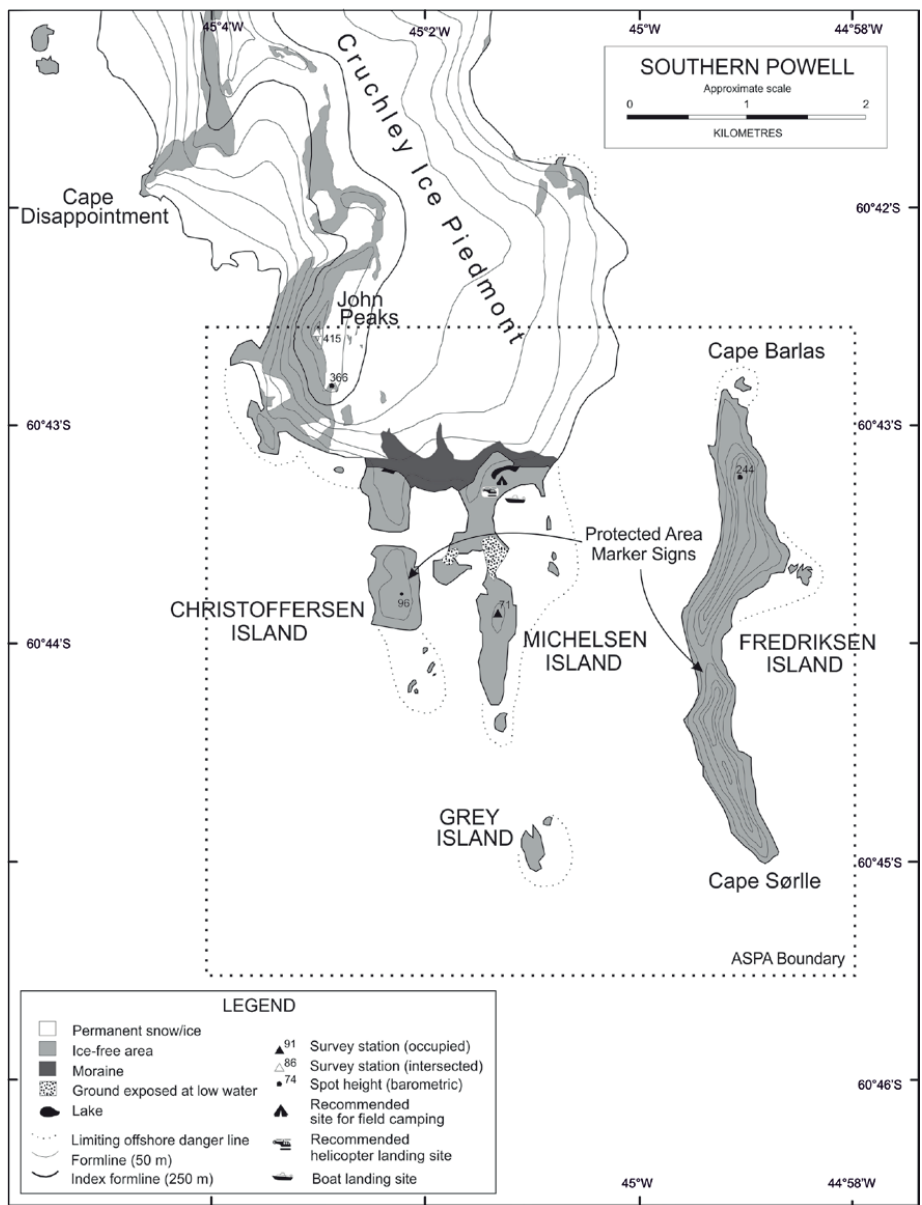 45°4'W
45°2'W
45°W
44°58'W
SOUTHERN POWELL
Approximate scale
0 1 2
KILOMETRES
Cruchley Ice Piedmont
Cape
Disappointment
60°42'S
John
Peaks
415
366
Cape Barlas
60°43'S
60°43'S
244
Protected Area
Marker Signs
96
71
CHRISTOFFERSEN
ISLAND
MICHELSEN
ISLAND
FREDRIKSEN
ISLAND
60°44'S
60°44'S
GREY
ISLAND
60°45'S
60°45'S
Cape Sørlle
ASPA Boundary
LEGEND
Permanent snow/ice
Ice-free area
Moraine
Ground exposed at low water
Lake
Limiting offshore danger line
Formline (50 m)
Index formline (250 m)
91 Survey station (occupied)
86 Survey station (intersected)
74 Spot height (barometric)
Recommended
site for field camping
Recommended
helicopter landing site
Boat landing site
60°46'S
45°W
44°58'W